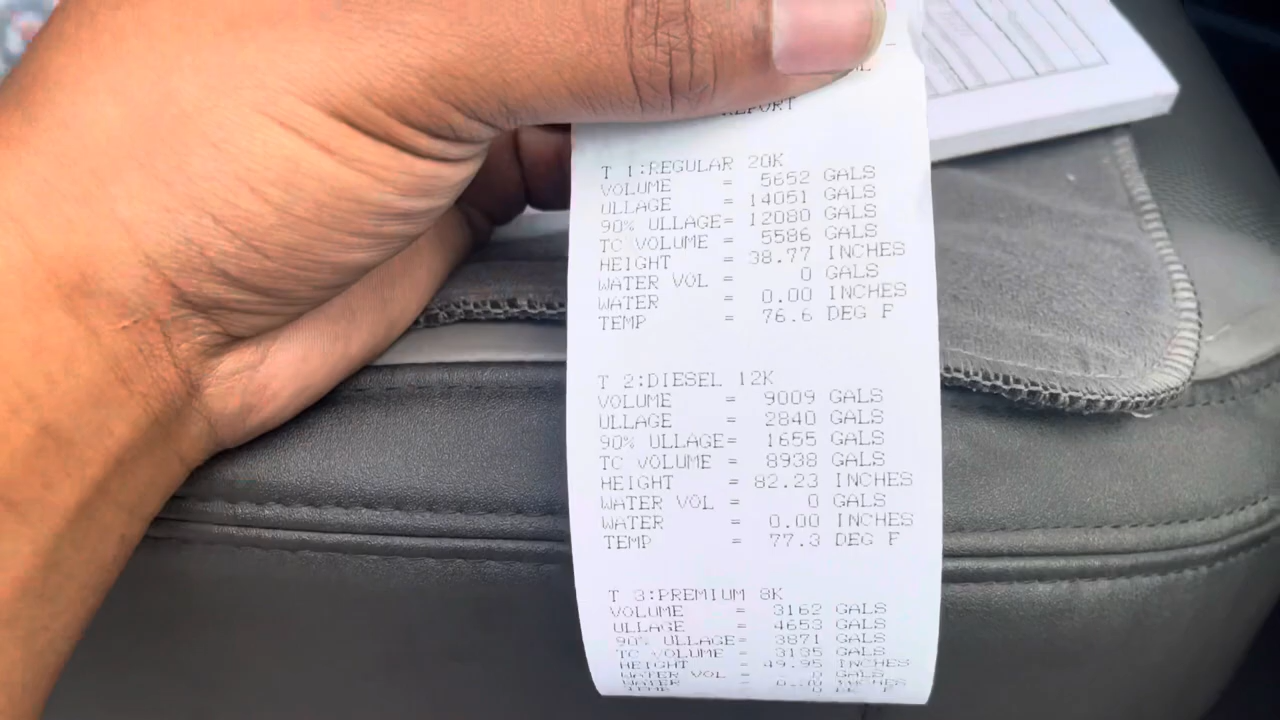 REPORT
T 1:REGULAR 20K
VOLUME = 5652 GALS
ULLAGE = 14051 GALS
90% ULLAGE= 12080 GALS
TC VOLUME = 5586 GALS
HEIGHT = 38.77 INCHES
WATER VOL = 0 GALS
WATER = 0.00 INCHES
TEMP = 76.6 DEG F
T 2:DIESEL 12K
VOLUME = 9009 GALS
ULLAGE = 2840 GALS
90% ULLAGE= 1655 GALS
TC VOLUME = 8938 GALS
HEIGHT = 82.23 INCHES
WATER VOL = 0 GALS
WATER = 0.00 INCHES
TEMP = 77.3 DEG F
T 3:PREMIUM 8K
VOLUME = 3162 GALS
ULLAGE = 4653 GALS
90% ULLAGE= 3871 GALS
TC VOLUME = 3135 GALS
HEIGHT = 49.95 INCHES
WATER VOL = 0 GALS
WATER = INCHES